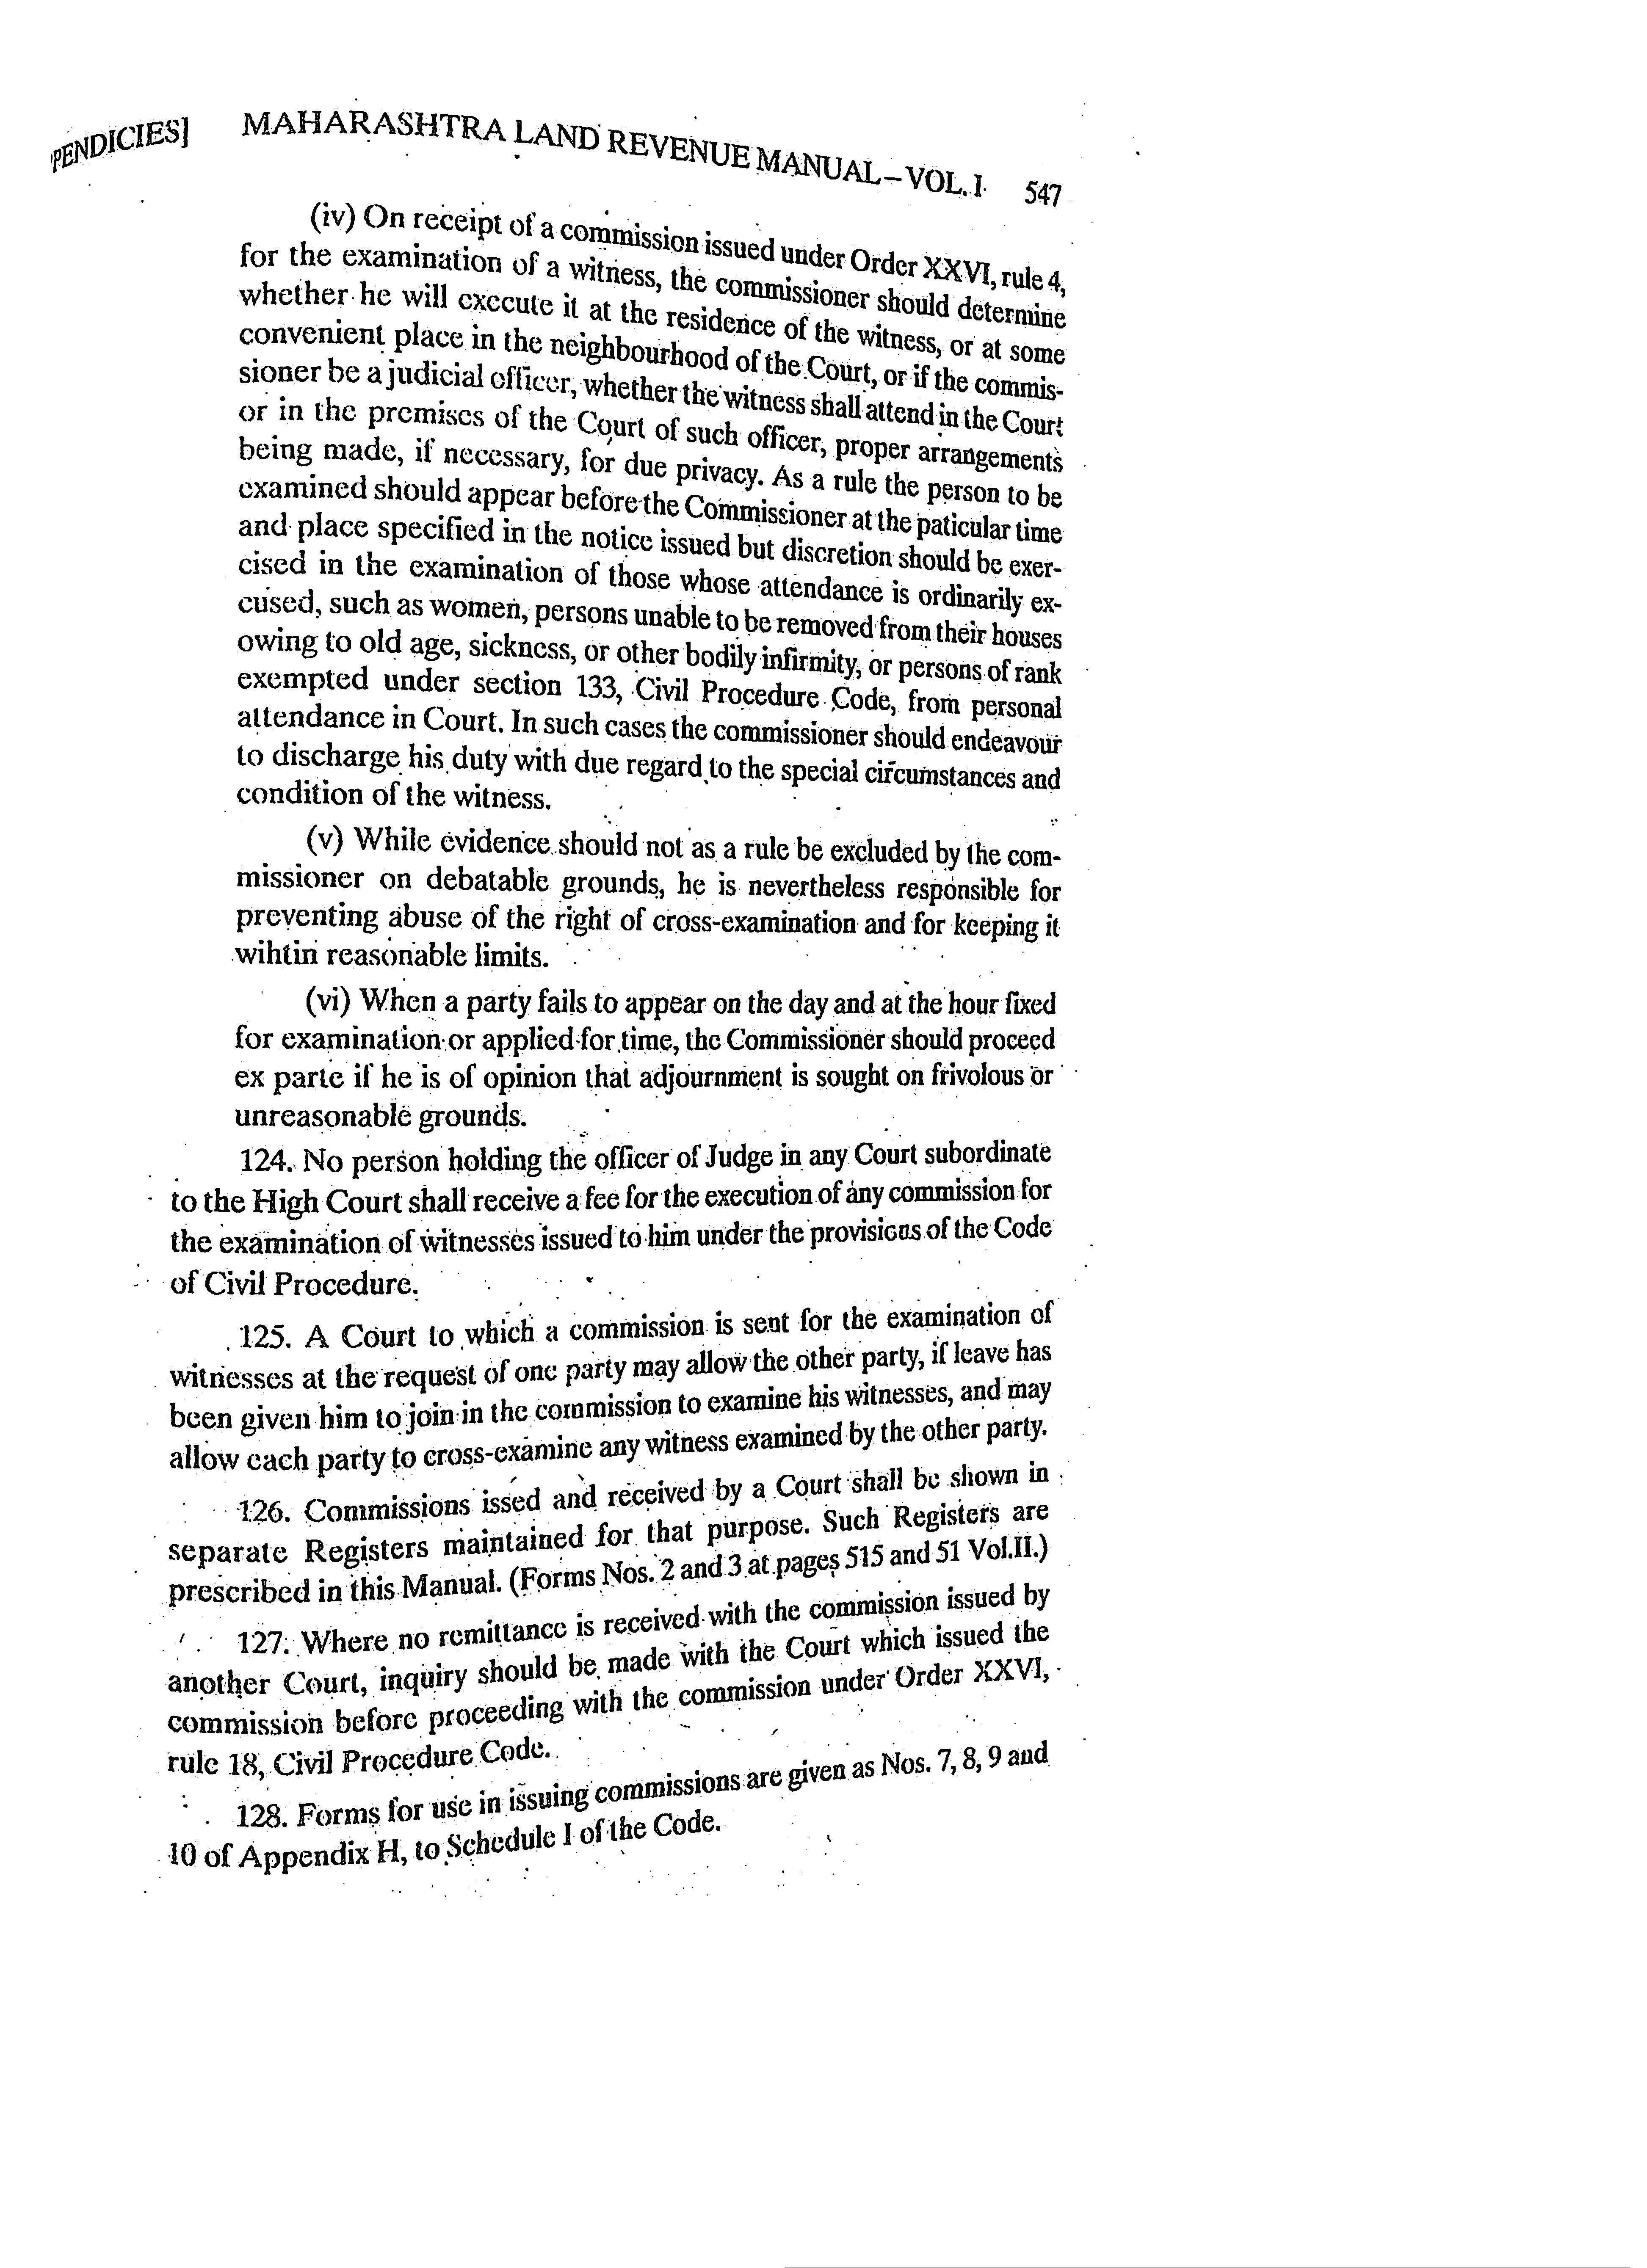 PENDICIES] MAHARASHTRA LAND REVENUE MANUAL–VOL. I 547
(iv) On receipt of a commission issued under Order XXVI, rule 4,
for the examination of a witness, the commissioner should determine
whether he will execute it at the residence of the witness, or at some
convenient place in the neighbourhood of the Court, or if the commis-
sioner be a judicial officer, whether the witness shall attend in the Court
or in the premises of the Court of such officer, proper arrangements
being made, if necessary, for due privacy. As a rule the person to be
examined should appear before the Commissioner at the paticular time
and place specified in the notice issued but discretion should be exer-
cised in the examination of those whose attendance is ordinarily ex-
cused, such as women, persons unable to be removed from their houses
owing to old age, sickness, or other bodily infirmity, or persons of rank
exempted under section 133, Civil Procedure Code, from personal
attendance in Court. In such cases the commissioner should endeavour
to discharge his duty with due regard to the special circumstances and
condition of the witness.
(v) While evidence should not as a rule be excluded by the com-
missioner on debatable grounds, he is nevertheless responsible for
preventing abuse of the right of cross-examination and for keeping it
wihtin reasonable limits.
(vi) When a party fails to appear on the day and at the hour fixed
for examination or applied for time, the Commissioner should proceed
ex parte if he is of opinion that adjournment is sought on frivolous or
unreasonable grounds.
124. No person holding the officer of Judge in any Court subordinate
to the High Court shall receive a fee for the execution of any commission for
the examination of witnesses issued to him under the provisions of the Code
of Civil Procedure.
125. A Court to which a commission is sent for the examination of
witnesses at the request of one party may allow the other party, if leave has
been given him to join in the commission to examine his witnesses, and may
allow each party to cross-examine any witness examined by the other party.
126. Commissions issed and received by a Court shall be shown in
separate Registers maintained for that purpose. Such Registers are
prescribed in this Manual. (Forms Nos. 2 and 3 at pages 515 and 51 Vol.II.)
127. Where no remittance is received with the commission issued by
another Court, inquiry should be made with the Court which issued the
commission before proceeding with the commission under Order XXVI,
rule 18, Civil Procedure Code.
128. Forms for use in issuing commissions are given as Nos. 7, 8, 9 and
10 of Appendix H, to Schedule I of the Code.